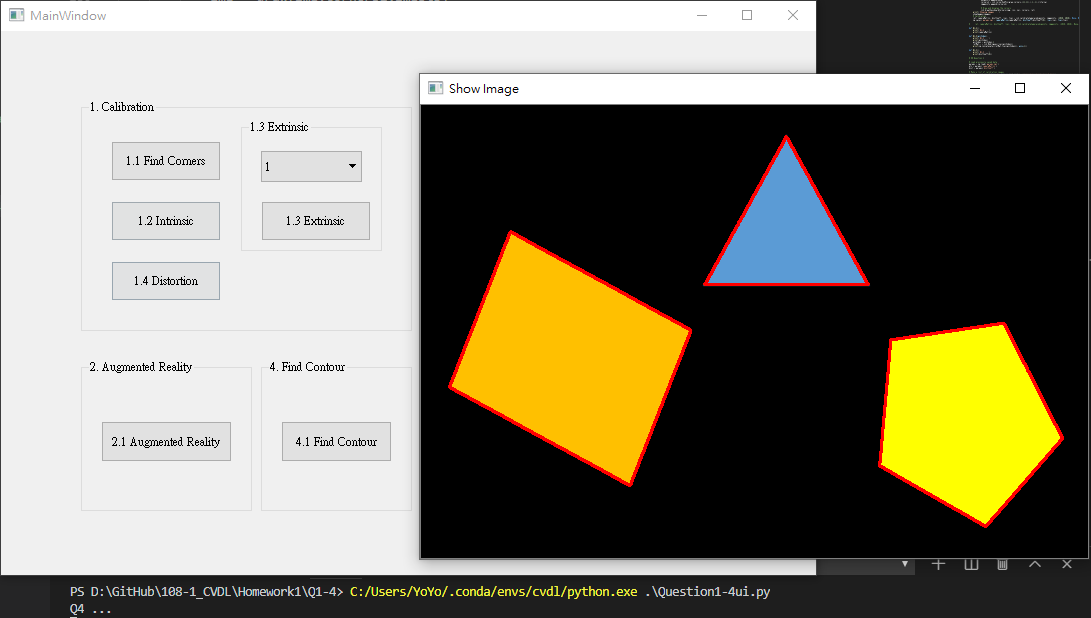 MainWindow
Show Image
1. Calibration
1.3 Extrinsic
1.1 Find Corners
1
1.2 Intrinsic
1.3 Extrinsic
1.4 Distortion
2. Augmented Reality
4. Find Contour
2.1 Augmented Reality
4.1 Find Contour
PS D:\GitHub\108-1_CVDL\Homework1\Q1-4> C:/Users/YoYo/.conda/envs/cvdl/python.exe .\Question1-4ui.py
Q4 ...